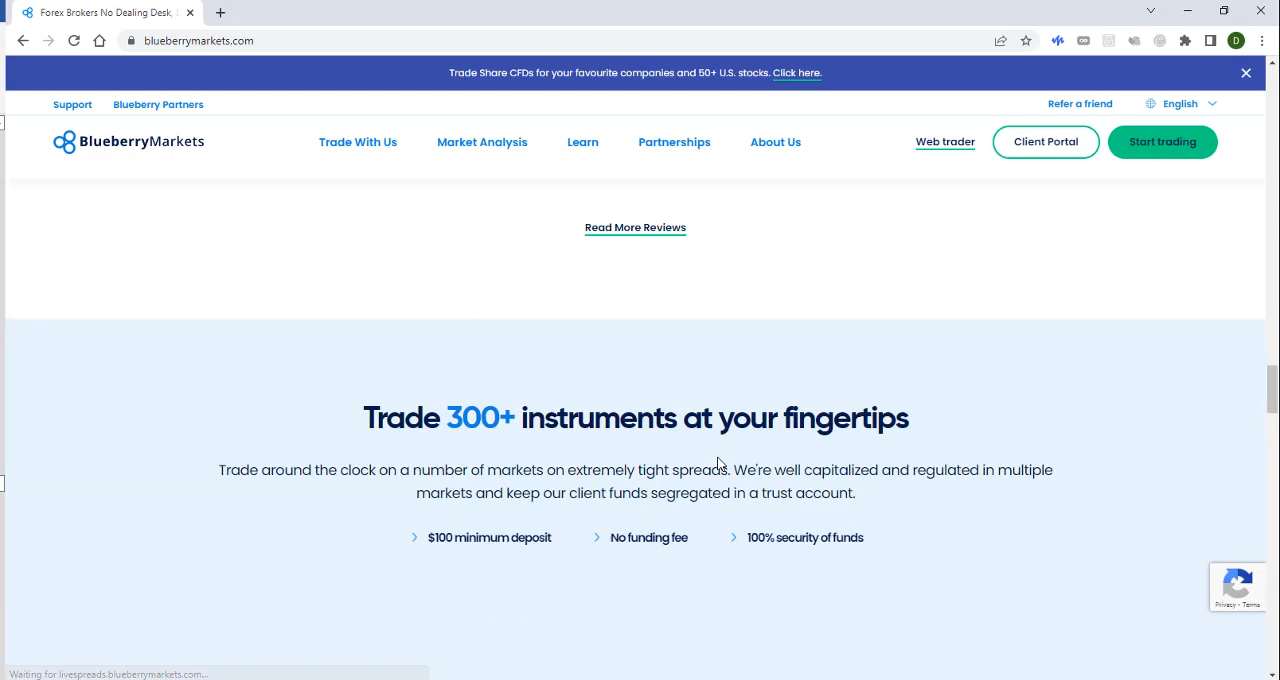 Forex Brokers No Dealing Desk,
blueberrymarkets.com
D
Trade Share CFDs for your favourite companies and 50+ U.S. stocks. Click here.
Support Blueberry Partners Refer a friend English
BlueberryMarkets Trade With Us Market Analysis Learn Partnerships About Us Web trader Client Portal Start trading
Read More Reviews
Trade 300+ instruments at your fingertips
Trade around the clock on a number of markets on extremely tight spreads. We're well capitalized and regulated in multiple
markets and keep our client funds segregated in a trust account.
$100 minimum deposit No funding fee 100% security of funds
Privacy - Terms
Waiting for livespreads.blueberrymarkets.com...